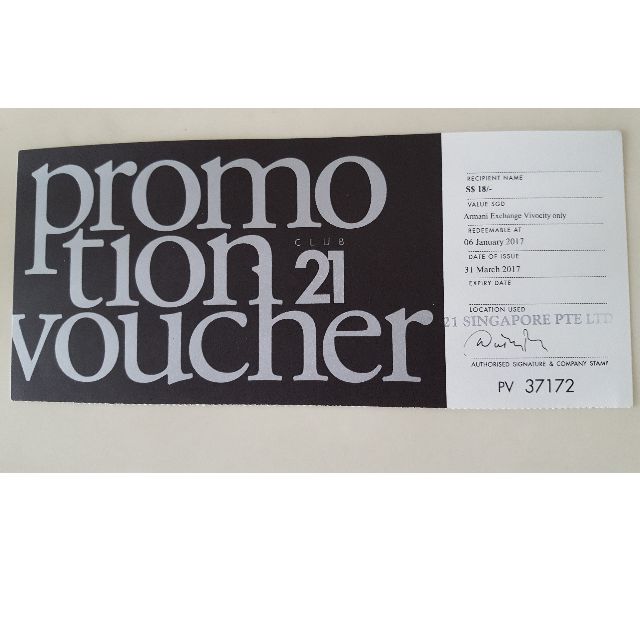 promo
tion
voucher
CLUB
21
RECIPIENT NAME
S$ 18/-
VALUE SGD
Armani Exchange Vivocity only
REDEEMABLE AT
06 January 2017
DATE OF ISSUE
31 March 2017
EXPIRY DATE
LOCATION USED
21 SINGAPORE PTE LTD
AUTHORISED SIGNATURE & COMPANY STAMP
PV 37172